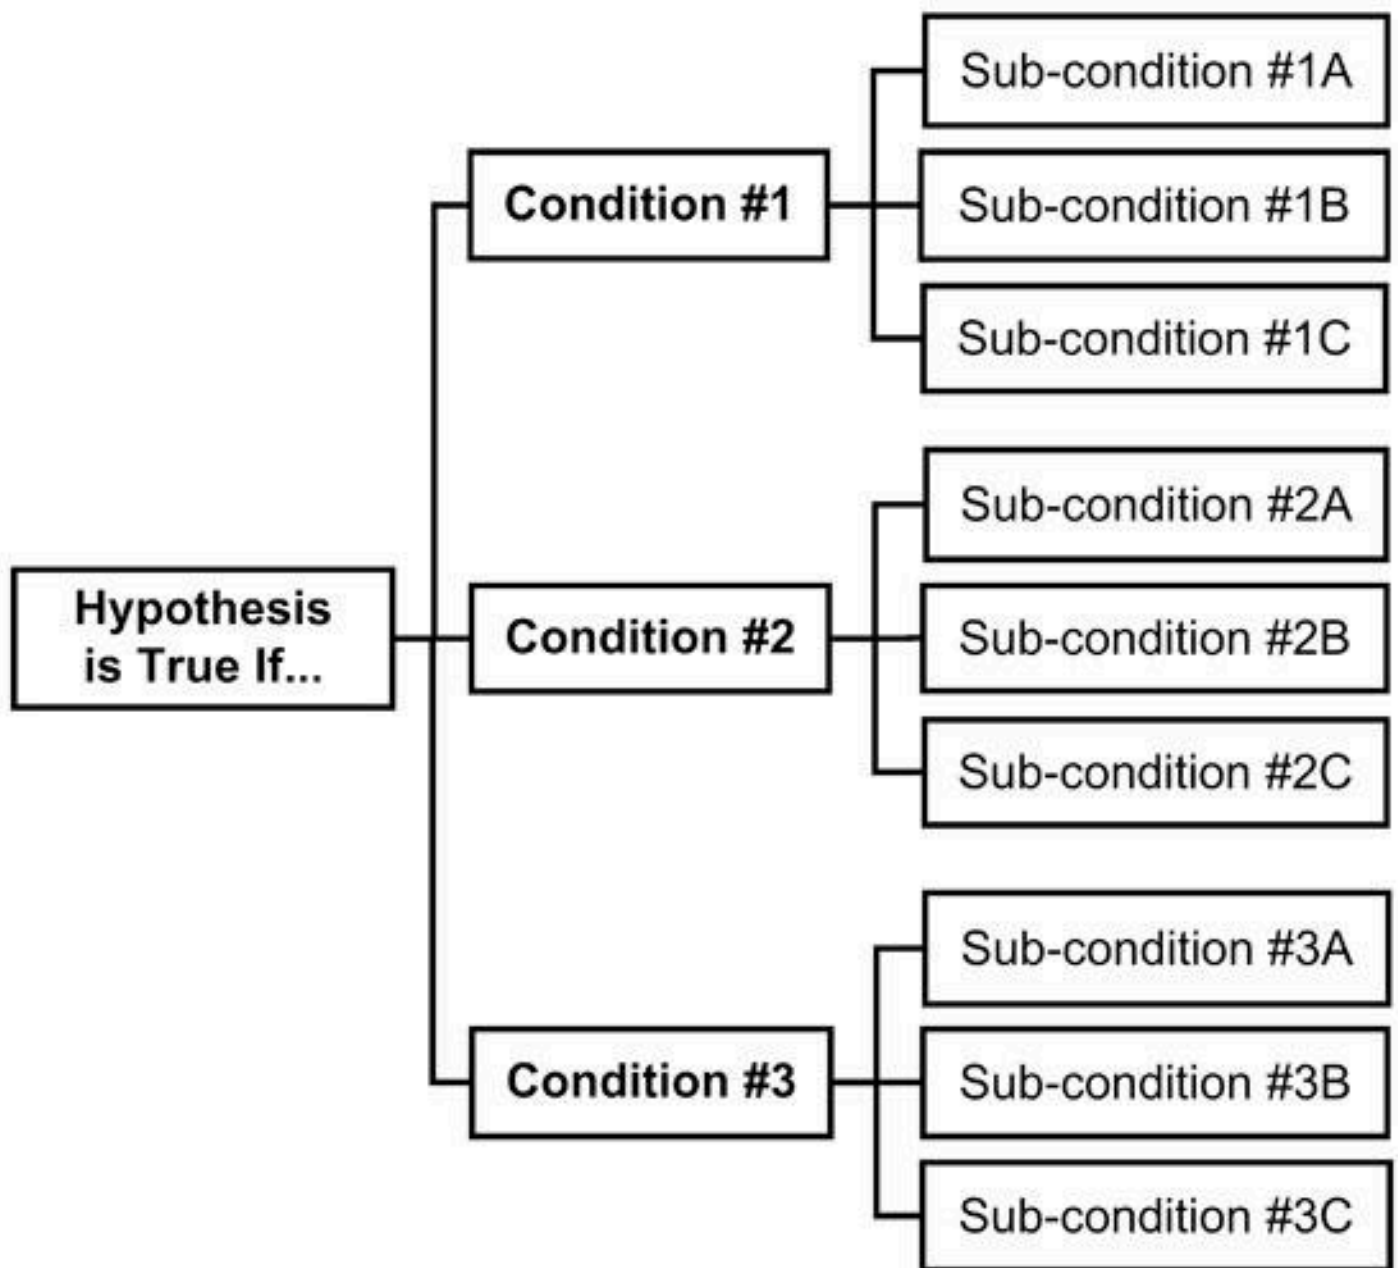 Sub-condition #1A
Condition #1
Sub-condition #1B
Sub-condition #1C
Sub-condition #2A
Hypothesis
is True If...
Condition #2
Sub-condition #2B
Sub-condition #2C
Sub-condition #3A
Condition #3
Sub-condition #3B
Sub-condition #3C